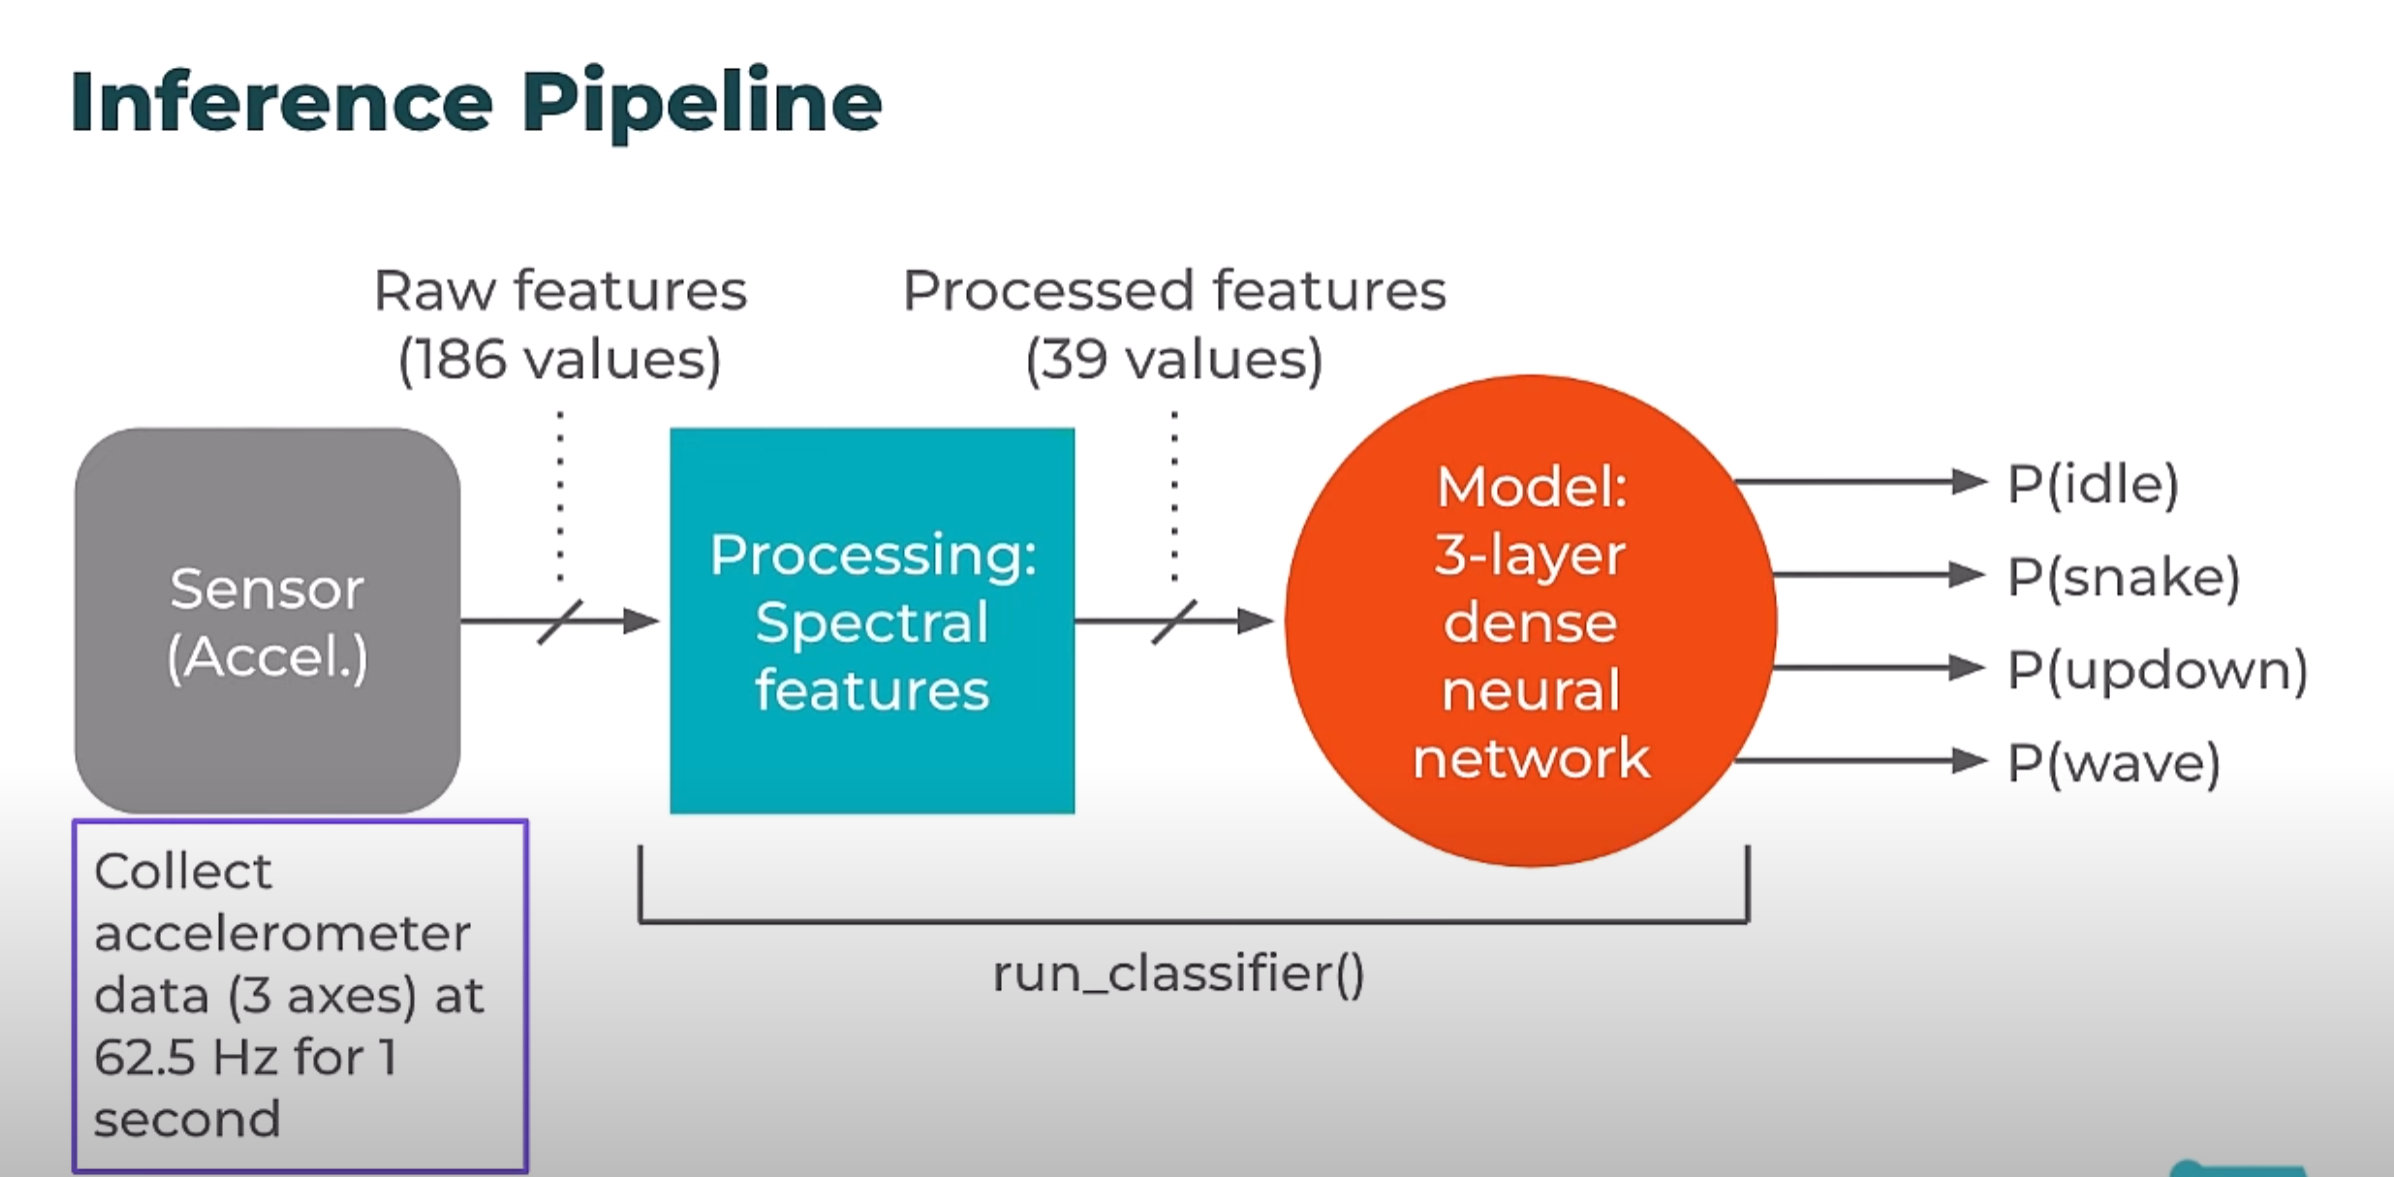 Inference Pipeline
Raw features
(186 values)
Processed features
(39 values)
Sensor
(Accel.)
Processing:
Spectral
features
Model:
3-layer
dense
neural
network
P(idle)
P(snake)
P(updown)
P(wave)
Collect
accelerometer
data (3 axes) at
62.5 Hz for 1
second
run_classifier()